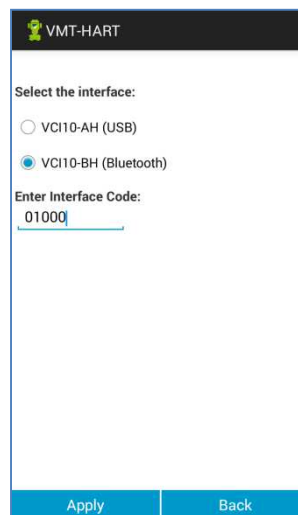 VMT-HART
Select the interface:
VCI10-AH (USB)
VCI10-BH (Bluetooth)
Enter Interface Code:
01000
Apply Back